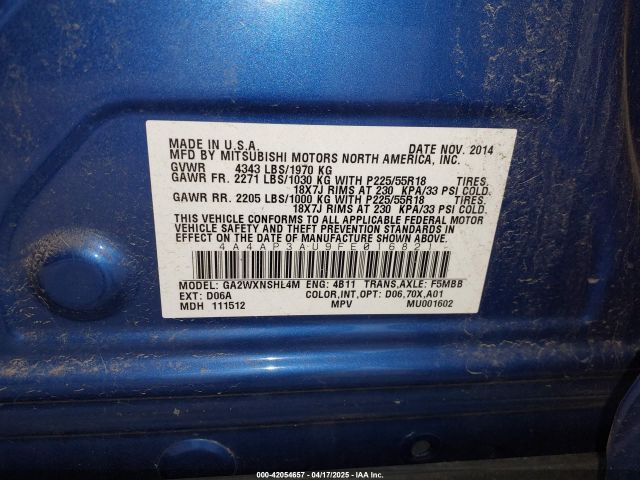 MADE IN U.S.A. DATE NOV. 2014
MFD BY MITSUBISHI MOTORS NORTH AMERICA, INC.
GVWR 4343 LBS/1970 KG
GAWR FR. 2271 LBS/1030 KG WITH P225/55R18 TIRES.
18X7J RIMS AT 230 KPA/33 PSI COLD.
GAWR RR. 2205 LBS/1000 KG WITH P225/55R18 TIRES.
18X7J RIMS AT 230 KPA/33 PSI COLD.
THIS VEHICLE CONFORMS TO ALL APPLICABLE FEDERAL MOTOR
VEHICLE SAFETY AND THEFT PREVENTION STANDARDS IN
EFFECT ON THE DATE OF MANUFACTURE SHOWN ABOVE.
4A4AP3AU9FE016821
MODEL: GA2WXNSHL4M ENG: 4B11 TRANS,AXLE: F5MBB
EXT: D06A COLOR,INT,OPT: D06,70X,A01
MDH 111512 MPV MU001602
000-42054657 - 04/17/2025 - IAA Inc.